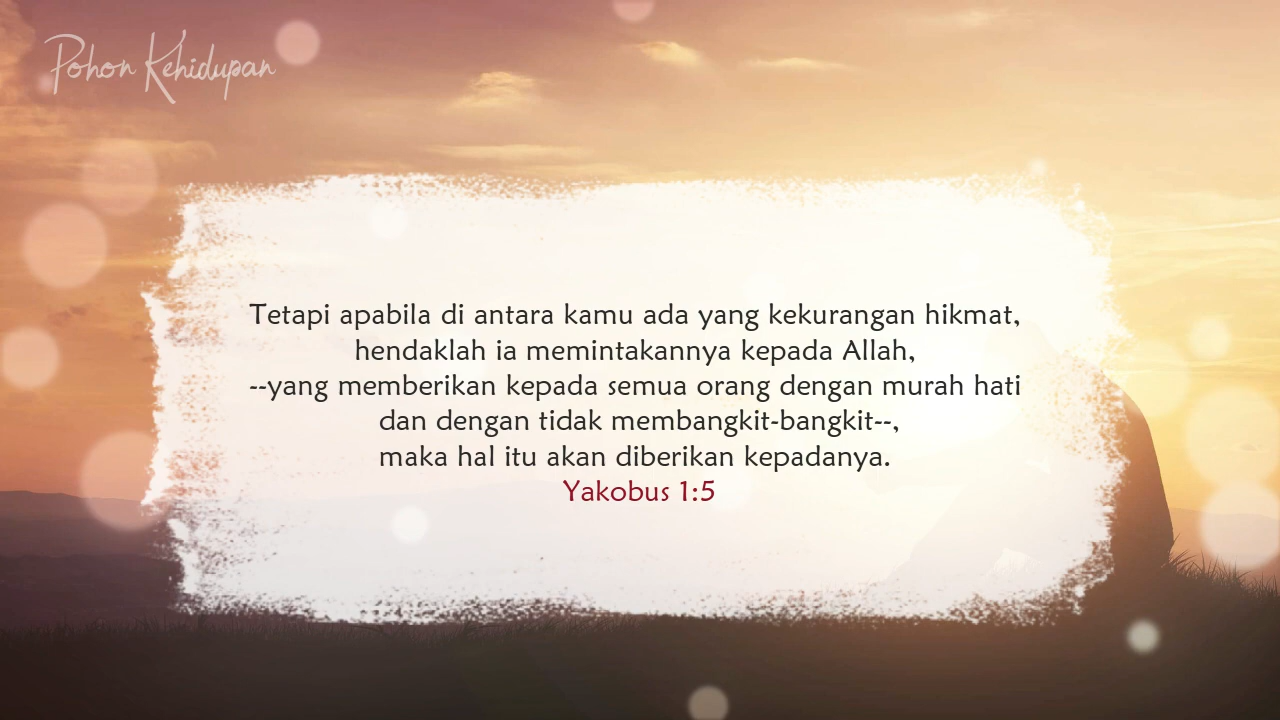 Pohon Kehidupan
Tetapi apabila di antara kamu ada yang kekurangan hikmat,
hendaklah ia memintakannya kepada Allah,
--yang memberikan kepada semua orang dengan murah hati
dan dengan tidak membangkit-bangkit--,
maka hal itu akan diberikan kepadanya.
Yakobus 1:5